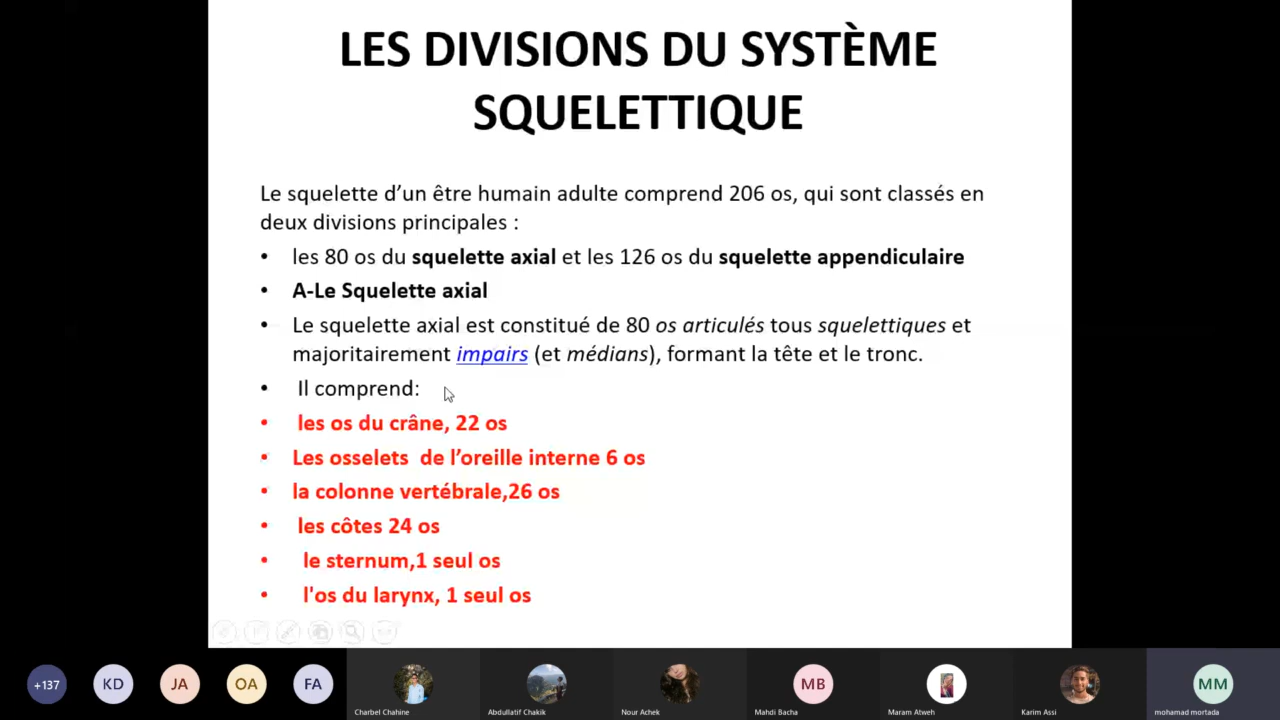 LES DIVISIONS DU SYSTÈME
SQUELETTIQUE
Le squelette d’un être humain adulte comprend 206 os, qui sont classés en
deux divisions principales :
• les 80 os du squelette axial et les 126 os du squelette appendiculaire
• A-Le Squelette axial
• Le squelette axial est constitué de 80 os articulés tous squelettiques et
majoritairement impairs (et médians), formant la tête et le tronc.
• Il comprend:
• les os du crâne, 22 os
• Les osselets de l’oreille interne 6 os
• la colonne vertébrale,26 os
• les côtes 24 os
• le sternum,1 seul os
• l'os du larynx, 1 seul os
+137 KD JA OA FA MB MM
Charbel Chahine Abdullatif Chakik Nour Achek Mahdi Bacha Maram Atweh Karim Assi mohamad mortada